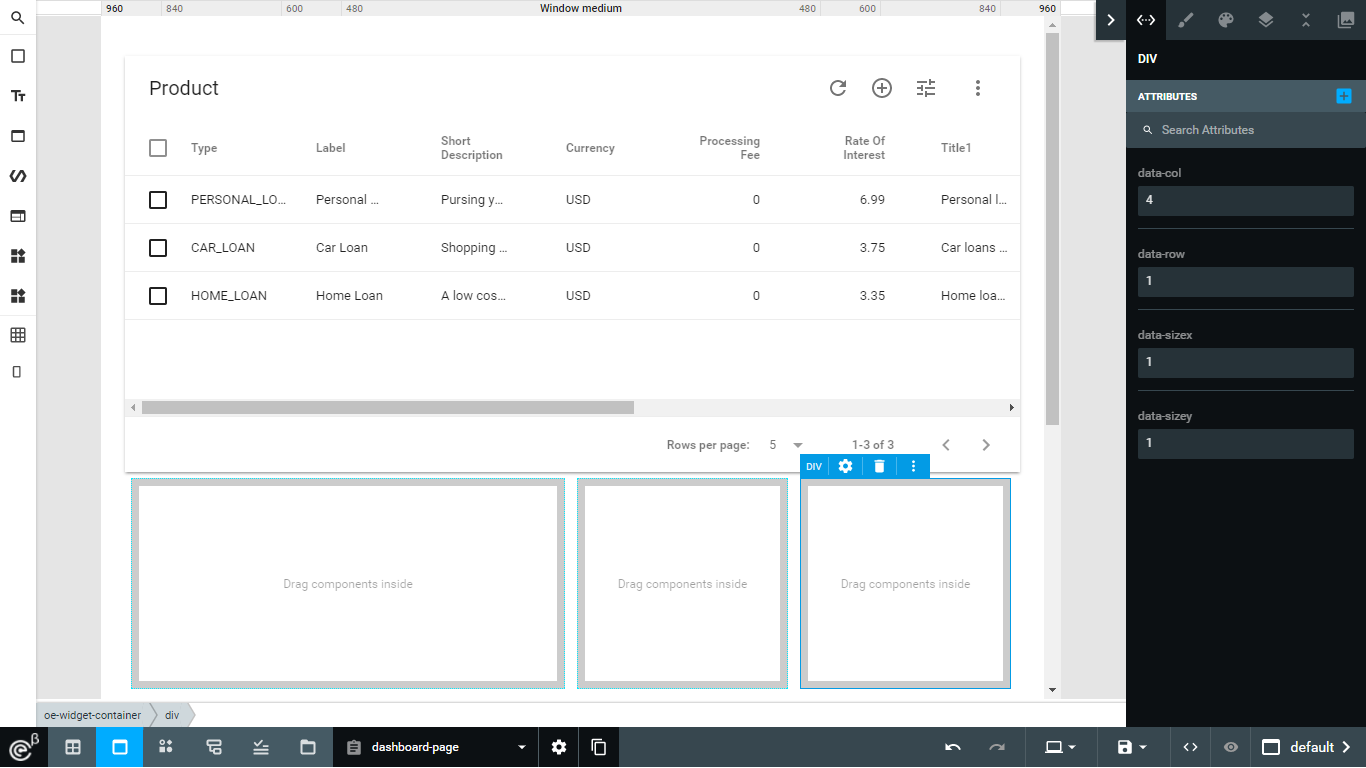 960 840 600 480 Window medium 480 600 840 960
DIV
ATTRIBUTES
Search Attributes
data-col
4
data-row
1
data-sizex
1
data-sizey
1
Product
Type Label Short Description Currency Processing Fee Rate Of Interest Title1
PERSONAL_LO... Personal ... Pursing y... USD 0 6.99 Personal l...
CAR_LOAN Car Loan Shopping ... USD 0 3.75 Car loans ...
HOME_LOAN Home Loan A low cos... USD 0 3.35 Home loa...
Rows per page: 5 1-3 of 3
DIV
Drag components inside Drag components inside Drag components inside
oe-widget-container div
β dashboard-page default